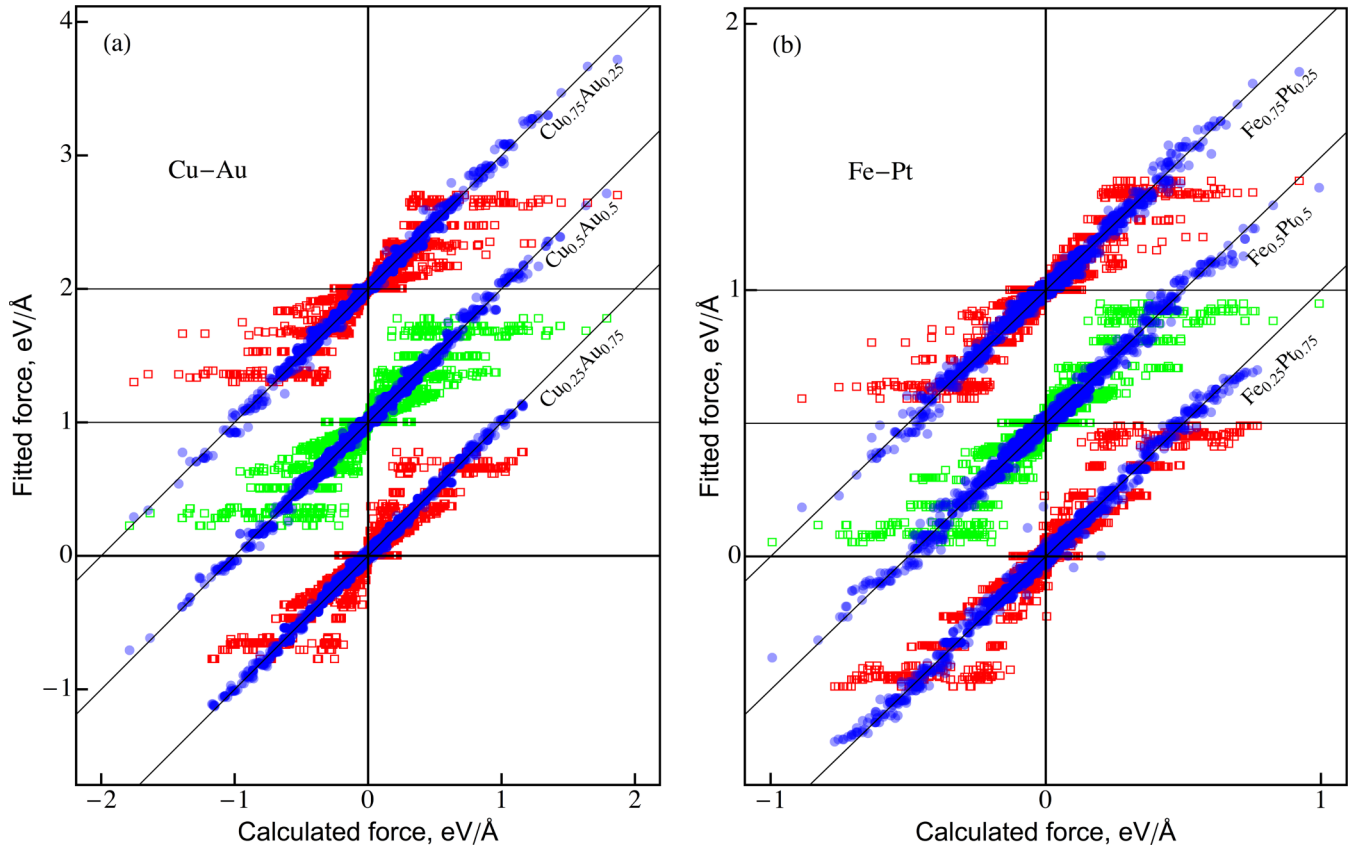 (a)
Cu–Au
Cu₀.₇₅Au₀.₂₅
Cu₀.₅Au₀.₅
Cu₀.₂₅Au₀.₇₅
4
3
2
1
0
−1
Fitted force, eV/Å
−2
−1
0
1
2
Calculated force, eV/Å
(b)
Fe–Pt
Fe₀.₇₅Pt₀.₂₅
Fe₀.₅Pt₀.₅
Fe₀.₂₅Pt₀.₇₅
2
1
0
Fitted force, eV/Å
−1
0
1
Calculated force, eV/Å